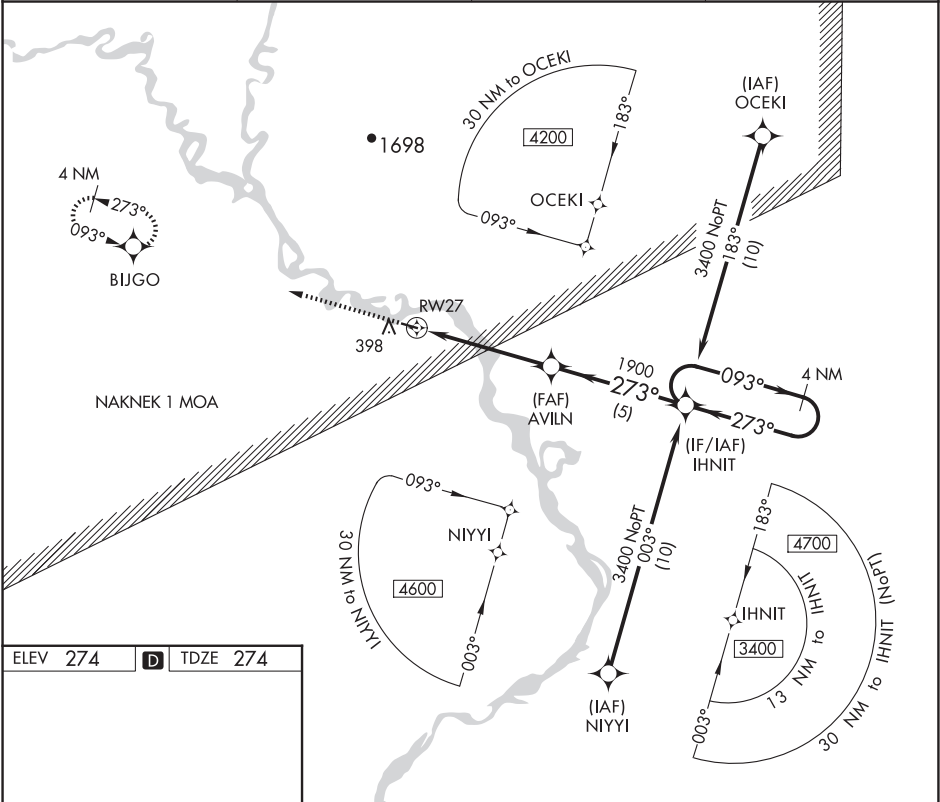 30 NM to OCEKI
4200
183°
OCEKI
093°
(IAF)
OCEKI
1698
4 NM
273°
093°
BIJGO
3400 NoPT
183°
(10)
RW27
398
NAKNEK 1 MOA
(FAF)
AVILN
1900
273°
(5)
093°
4 NM
273°
(IF/IAF)
IHNIT
093°
NIYYI
4600
30 NM to NIYYI
003°
3400 NoPT
003°
(10)
(IAF)
NIYYI
183°
4700
IHNIT
3400
13 NM to IHNIT
30 NM to IHNIT (NoPT)
003°
ELEV 274 D TDZE 274